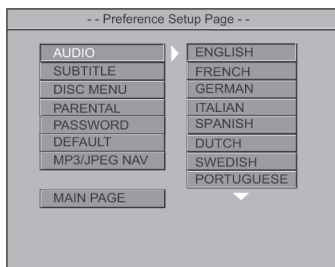 - - Preference Setup Page - -
AUDIO
SUBTITLE
DISC MENU
PARENTAL
PASSWORD
DEFAULT
MP3/JPEG NAV
MAIN PAGE
ENGLISH
FRENCH
GERMAN
ITALIAN
SPANISH
DUTCH
SWEDISH
PORTUGUESE